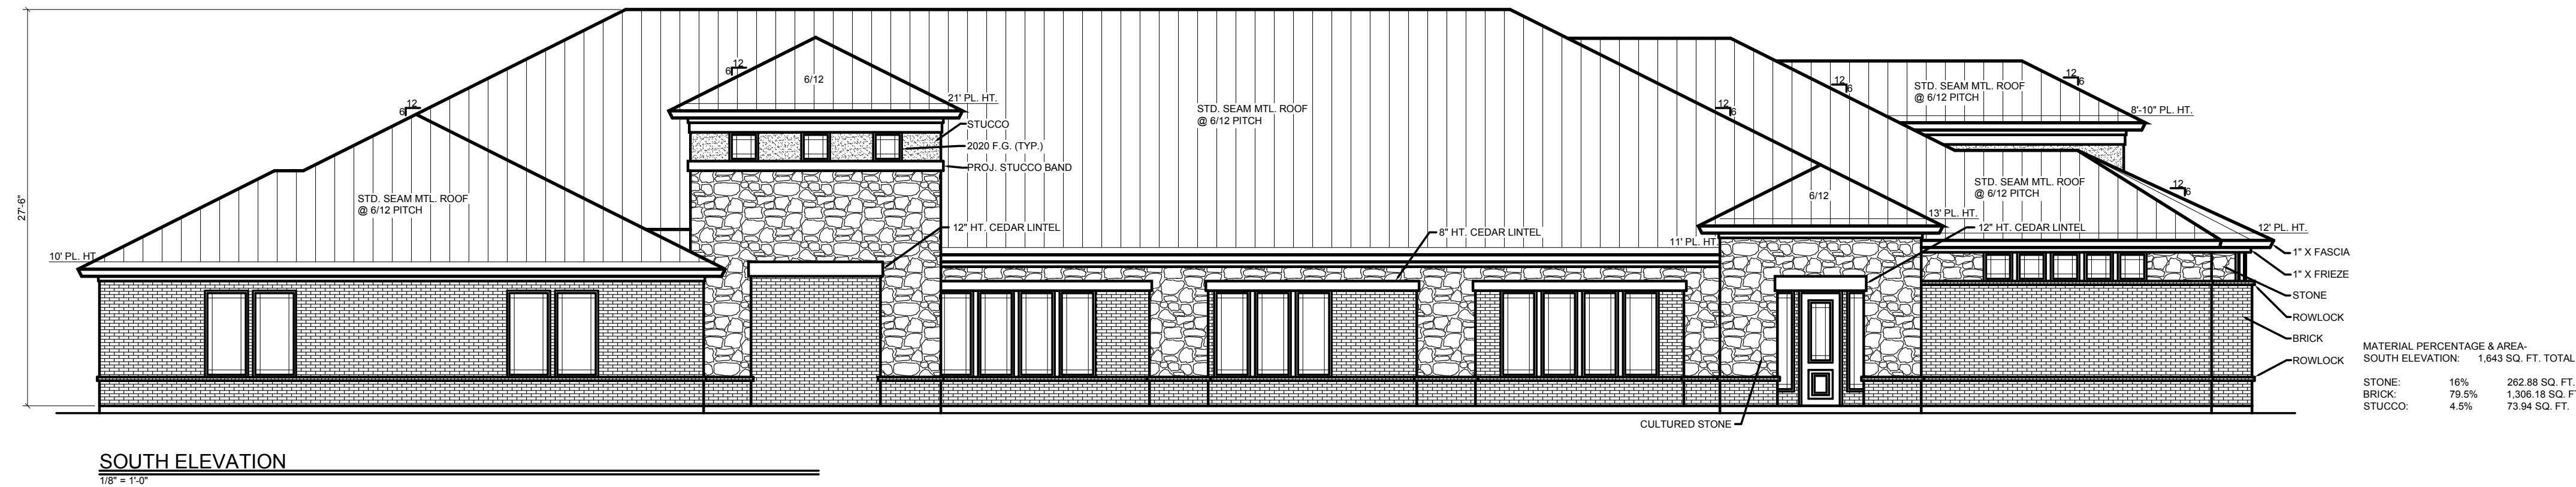 27'-6"
10' PL. HT.
STD. SEAM MTL. ROOF
@ 6/12 PITCH
12
6
12
6
6/12
21' PL. HT.
STUCCO
2020 F.G. (TYP.)
PROJ. STUCCO BAND
12" HT. CEDAR LINTEL
STD. SEAM MTL. ROOF
@ 6/12 PITCH
8" HT. CEDAR LINTEL
11' PL. HT.
12
6
6/12
13' PL. HT.
12" HT. CEDAR LINTEL
12
6
STD. SEAM MTL. ROOF
@ 6/12 PITCH
12
6
8'-10" PL. HT.
STD. SEAM MTL. ROOF
@ 6/12 PITCH
12
6
12' PL. HT.
1" X FASCIA
1" X FRIEZE
STONE
ROWLOCK
BRICK
ROWLOCK
CULTURED STONE
MATERIAL PERCENTAGE & AREA-
SOUTH ELEVATION: 1,643 SQ. FT. TOTAL
STONE: 16% 262.88 SQ. FT.
BRICK: 79.5% 1,306.18 SQ. F
STUCCO: 4.5% 73.94 SQ. FT.
SOUTH ELEVATION
1/8" = 1'-0"